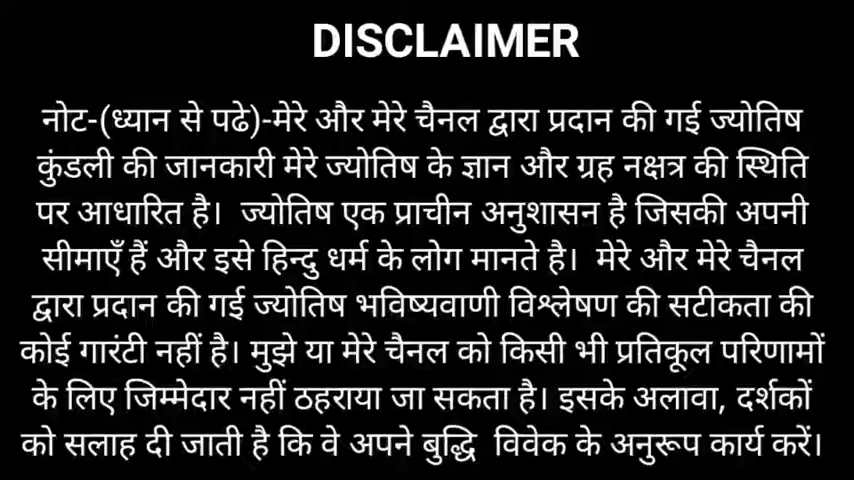 DISCLAIMER
नोट-(ध्यान से पढे)-मेरे और मेरे चैनल द्वारा प्रदान की गई ज्योतिष
कुंडली की जानकारी मेरे ज्योतिष के ज्ञान और ग्रह नक्षत्र की स्थिति
पर आधारित है। ज्योतिष एक प्राचीन अनुशासन है जिसकी अपनी
सीमाएँ हैं और इसे हिन्दु धर्म के लोग मानते है। मेरे और मेरे चैनल
द्वारा प्रदान की गई ज्योतिष भविष्यवाणी विश्लेषण की सटीकता की
कोई गारंटी नहीं है। मुझे या मेरे चैनल को किसी भी प्रतिकूल परिणामों
के लिए जिम्मेदार नहीं ठहराया जा सकता है। इसके अलावा, दर्शकों
को सलाह दी जाती है कि वे अपने बुद्धि विवेक के अनुरूप कार्य करें।